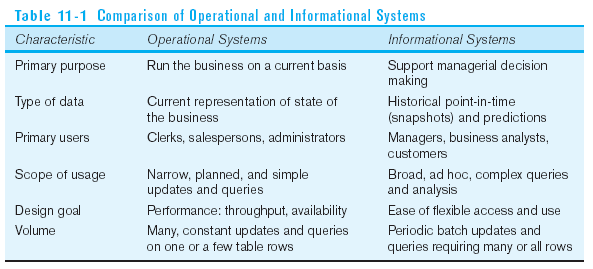 Table 11-1 Comparison of Operational and Informational Systems
Characteristic Operational Systems Informational Systems
Primary purpose Run the business on a current basis Support managerial decision
making
Type of data Current representation of state of Historical point-in-time
the business (snapshots) and predictions
Primary users Clerks, salespersons, administrators Managers, business analysts,
customers
Scope of usage Narrow, planned, and simple Broad, ad hoc, complex queries
updates and queries and analysis
Design goal Performance: throughput, availability Ease of flexible access and use
Volume Many, constant updates and queries Periodic batch updates and
on one or a few table rows queries requiring many or all rows